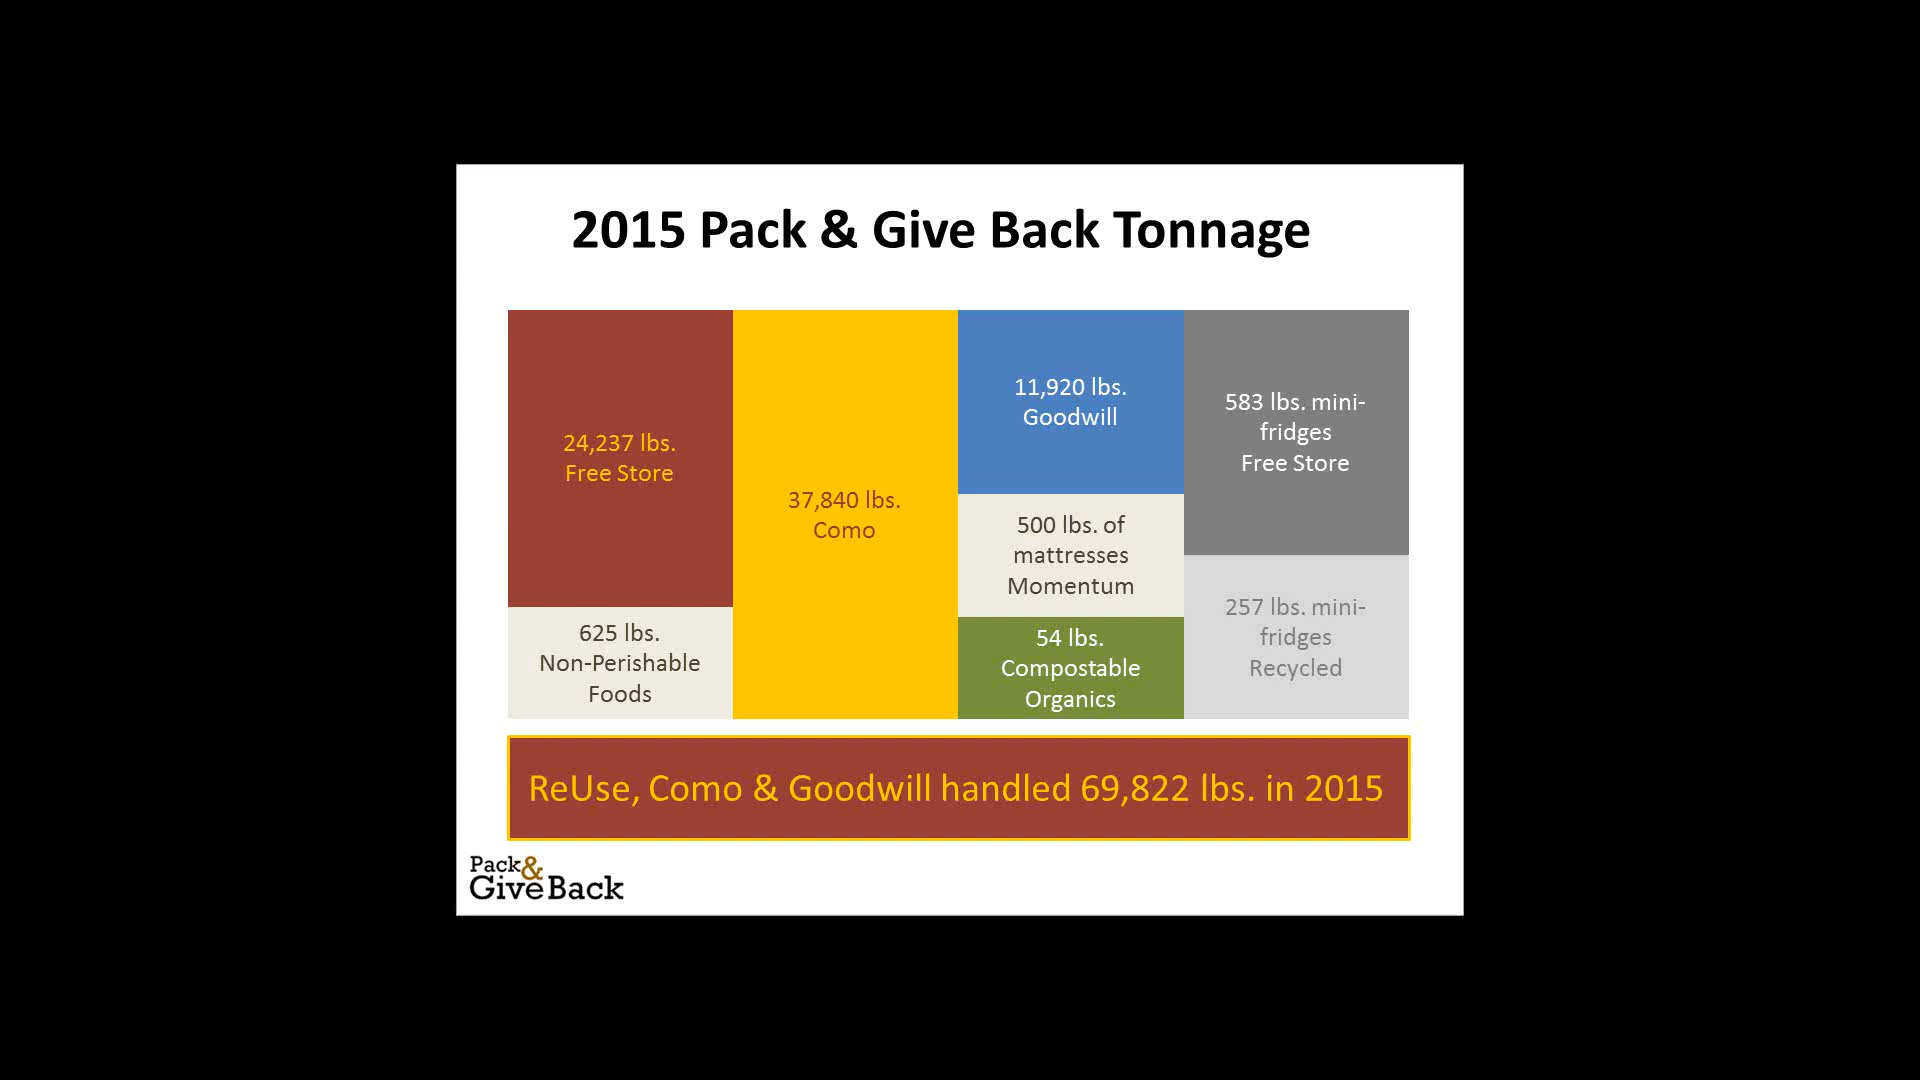 2015 Pack & Give Back Tonnage
24,237 lbs.
Free Store
625 lbs.
Non-Perishable
Foods
37,840 lbs.
Como
11,920 lbs.
Goodwill
500 lbs. of
mattresses
Momentum
54 lbs.
Compostable
Organics
583 lbs. mini-
fridges
Free Store
257 lbs. mini-
fridges
Recycled
ReUse, Como & Goodwill handled 69,822 lbs. in 2015
Pack&
Give Back